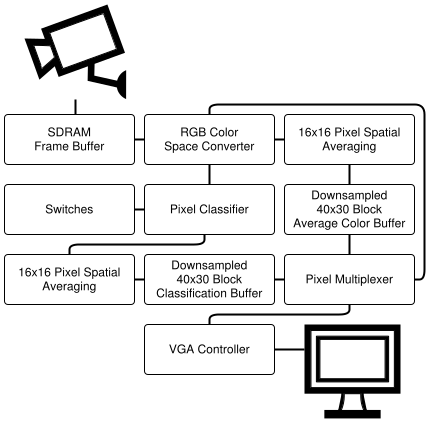 SDRAM
Frame Buffer
RGB Color
Space Converter
16x16 Pixel Spatial
Averaging
Switches
Pixel Classifier
Downsampled
40x30 Block
Average Color Buffer
16x16 Pixel Spatial
Averaging
Downsampled
40x30 Block
Classification Buffer
Pixel Multiplexer
VGA Controller